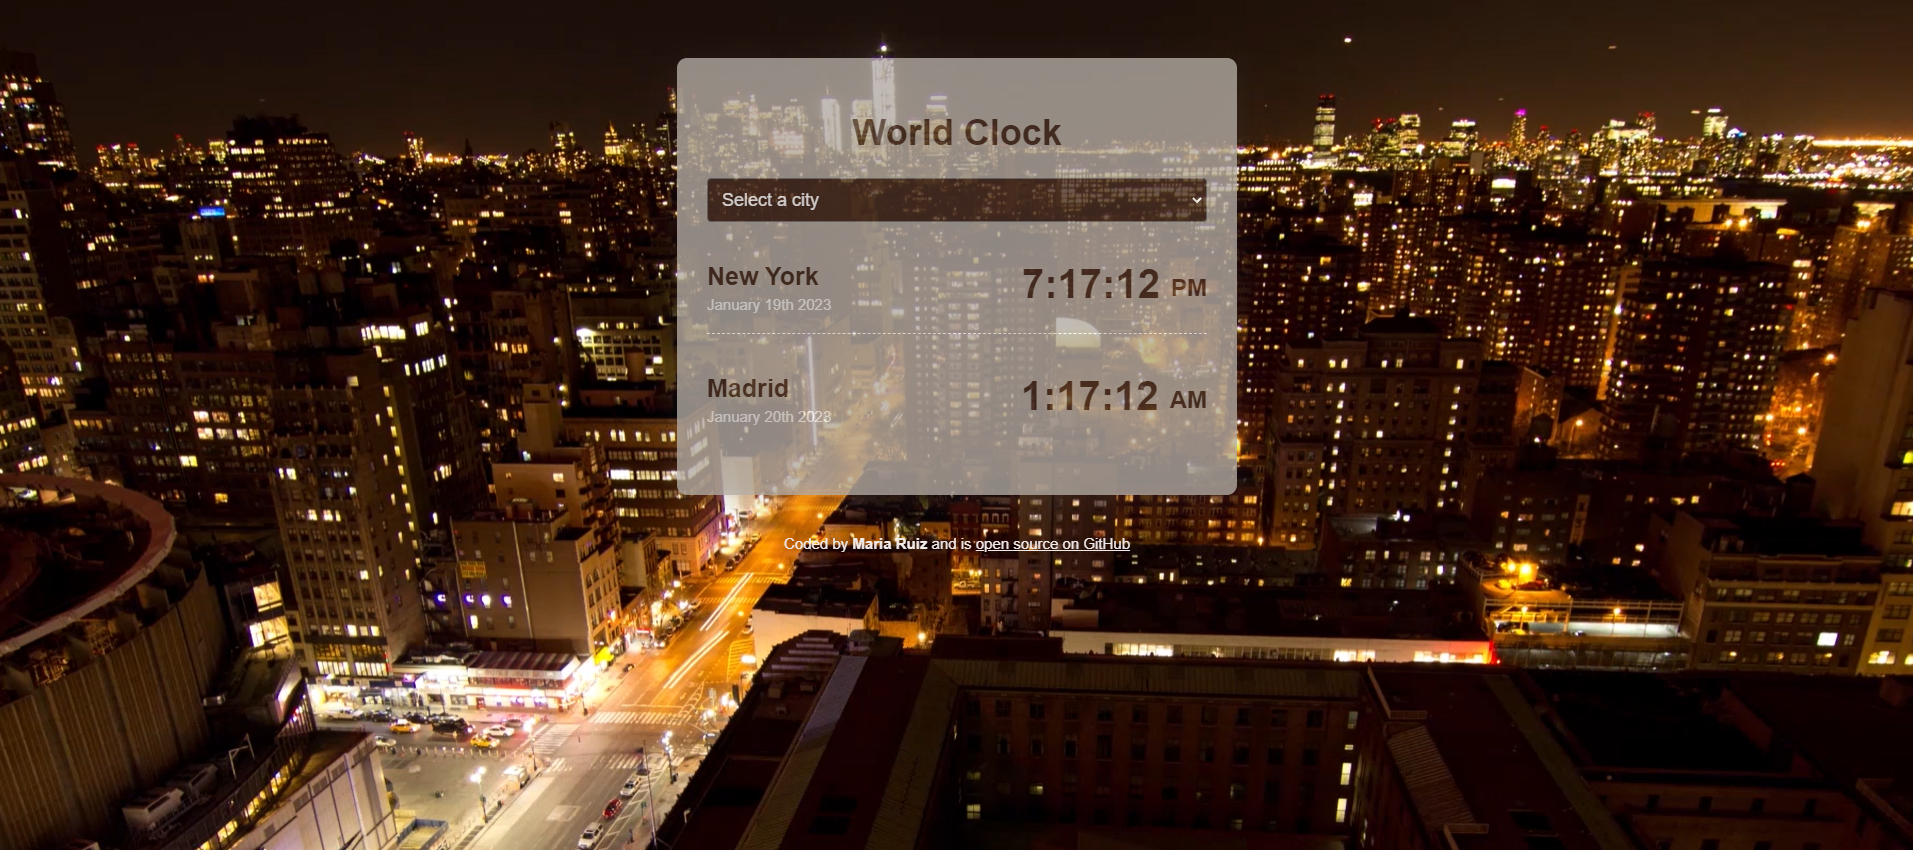 World Clock
Select a city
New York
7:17:12 PM
January 19th 2023
Madrid
1:17:12 AM
January 20th 2023
Coded by Maria Ruiz and is open source on GitHub